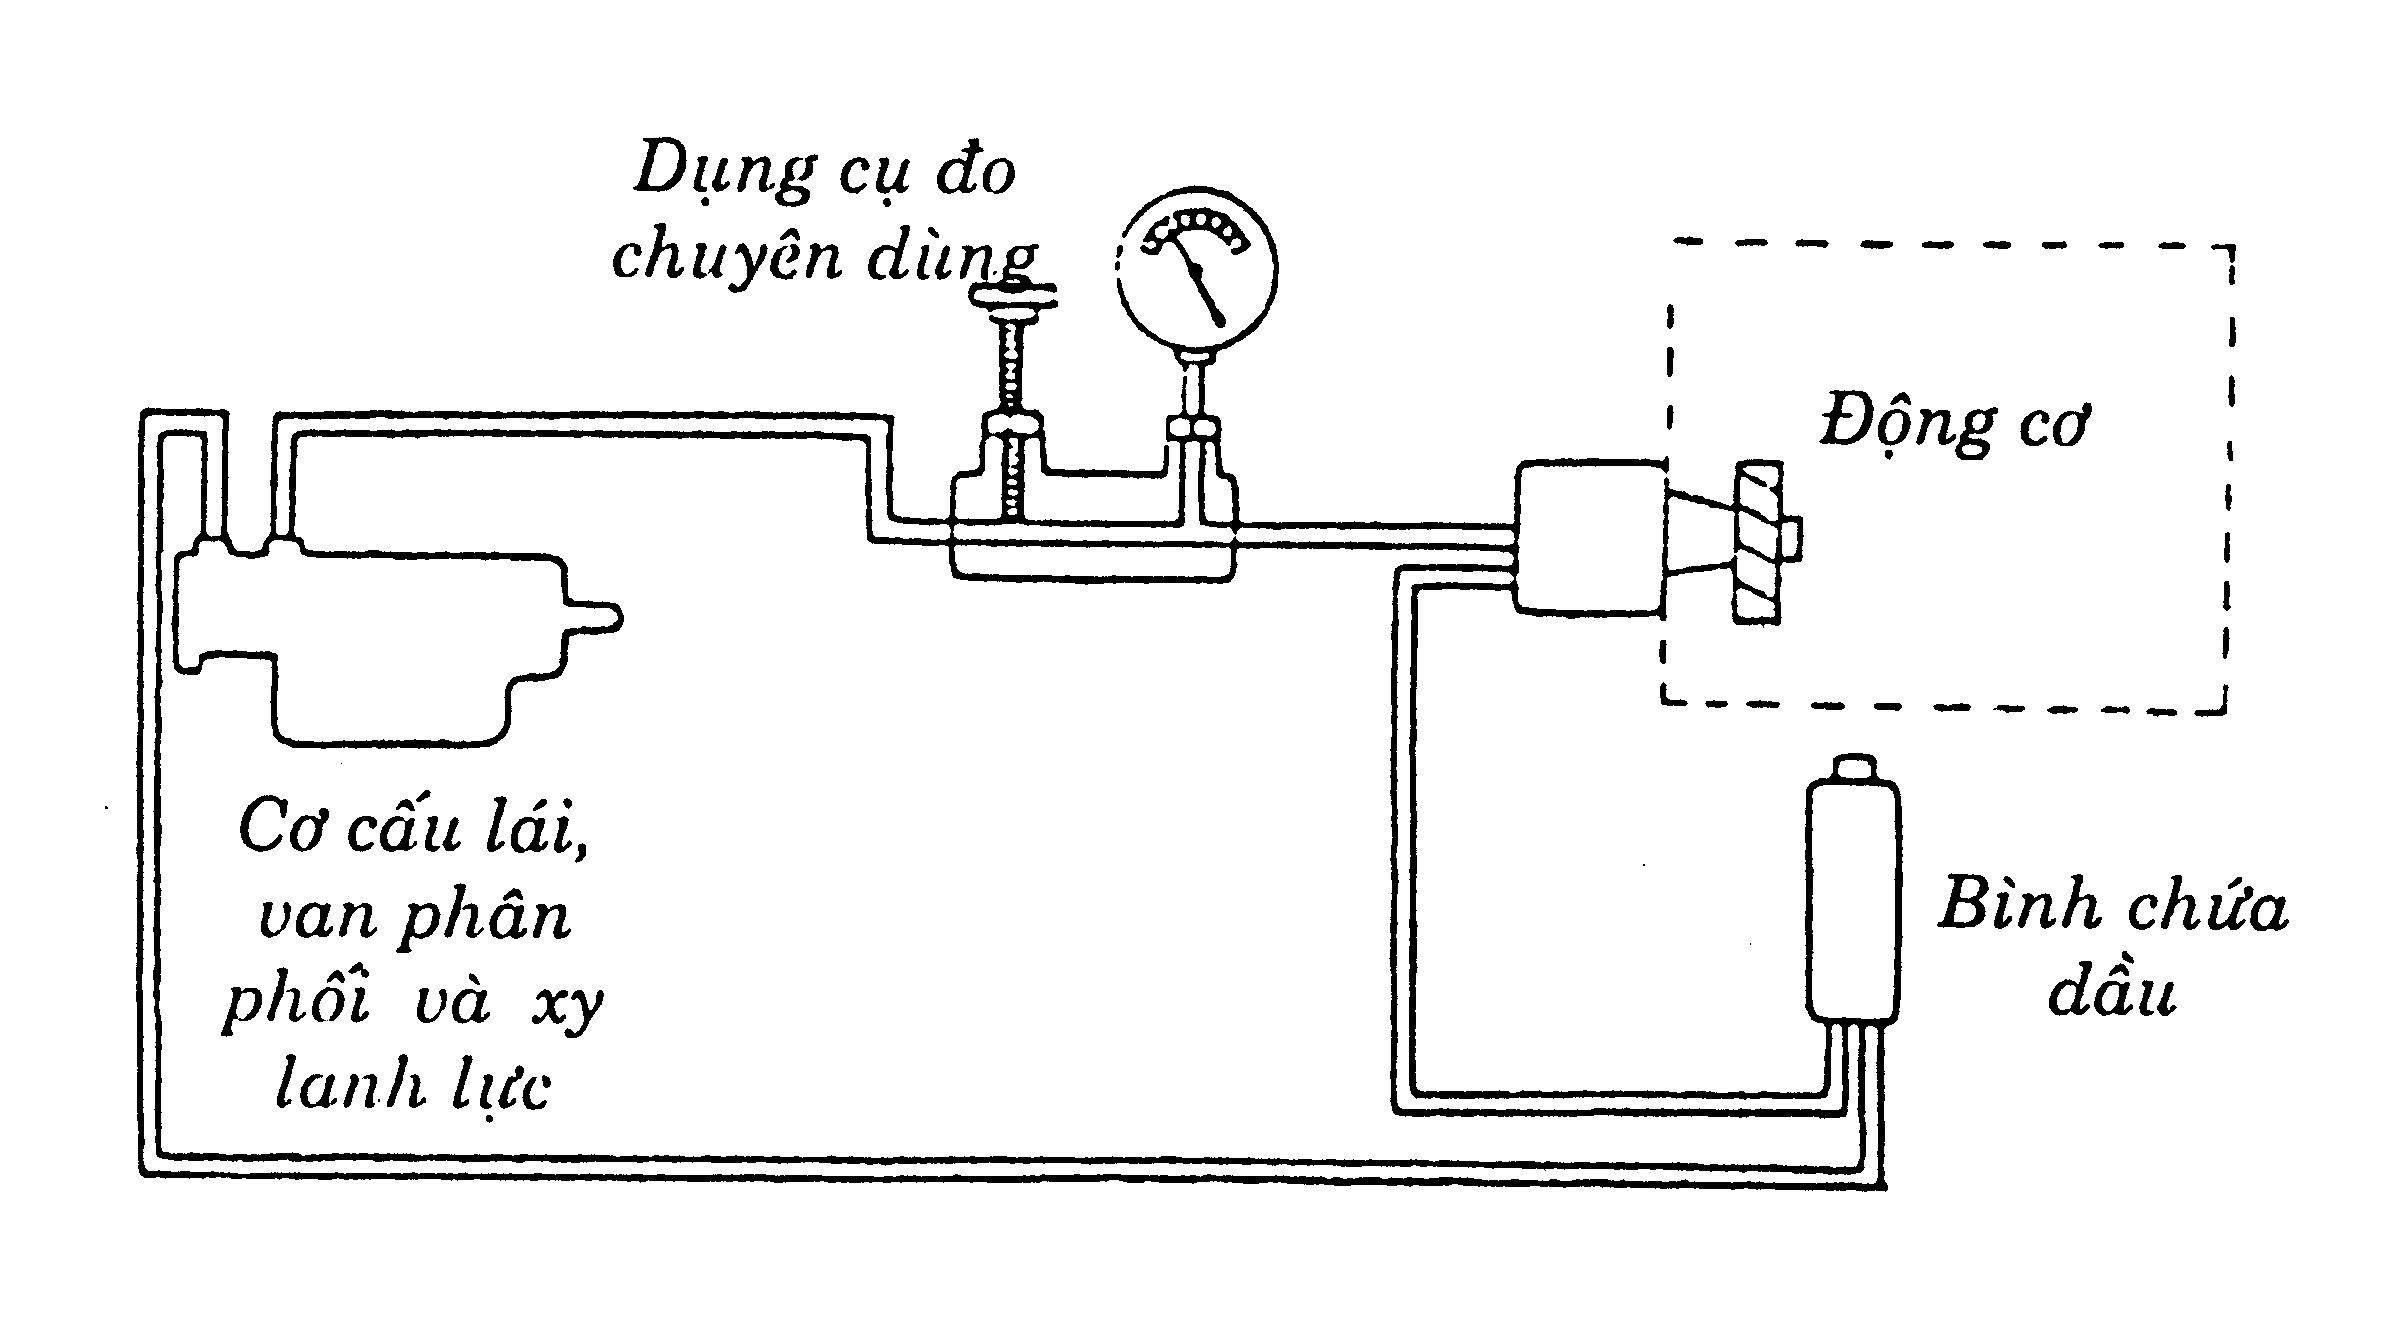 Dụng cụ đo
chuyên dùng
Động cơ
Cơ cấu lái,
van phân
phối và xy
lanh lực
Bình chứa
dầu